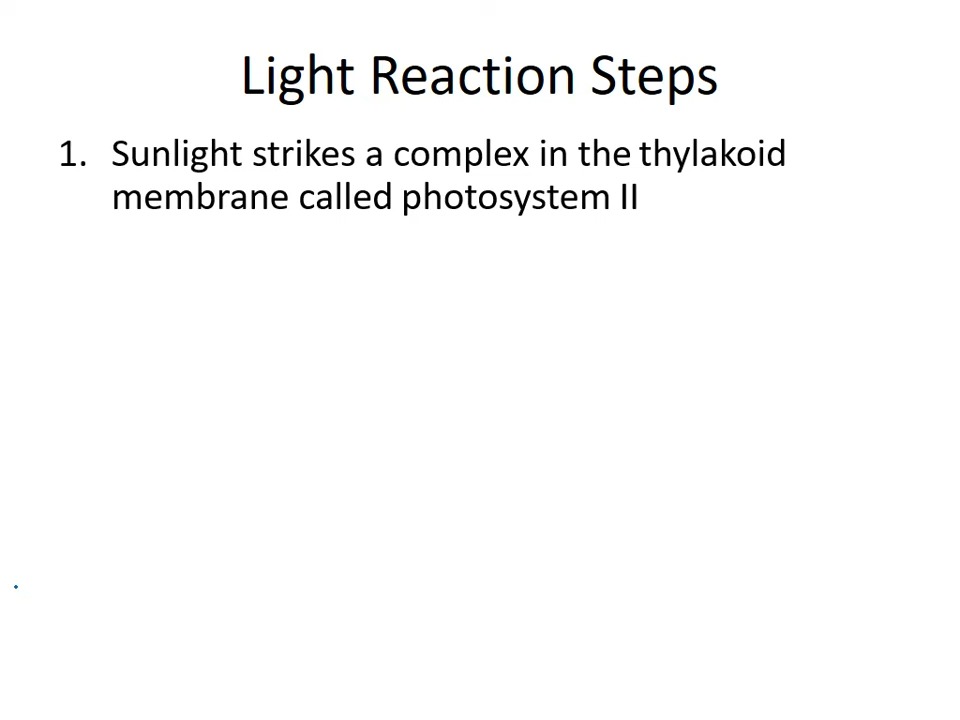 Light Reaction Steps
1. Sunlight strikes a complex in the thylakoid
membrane called photosystem II